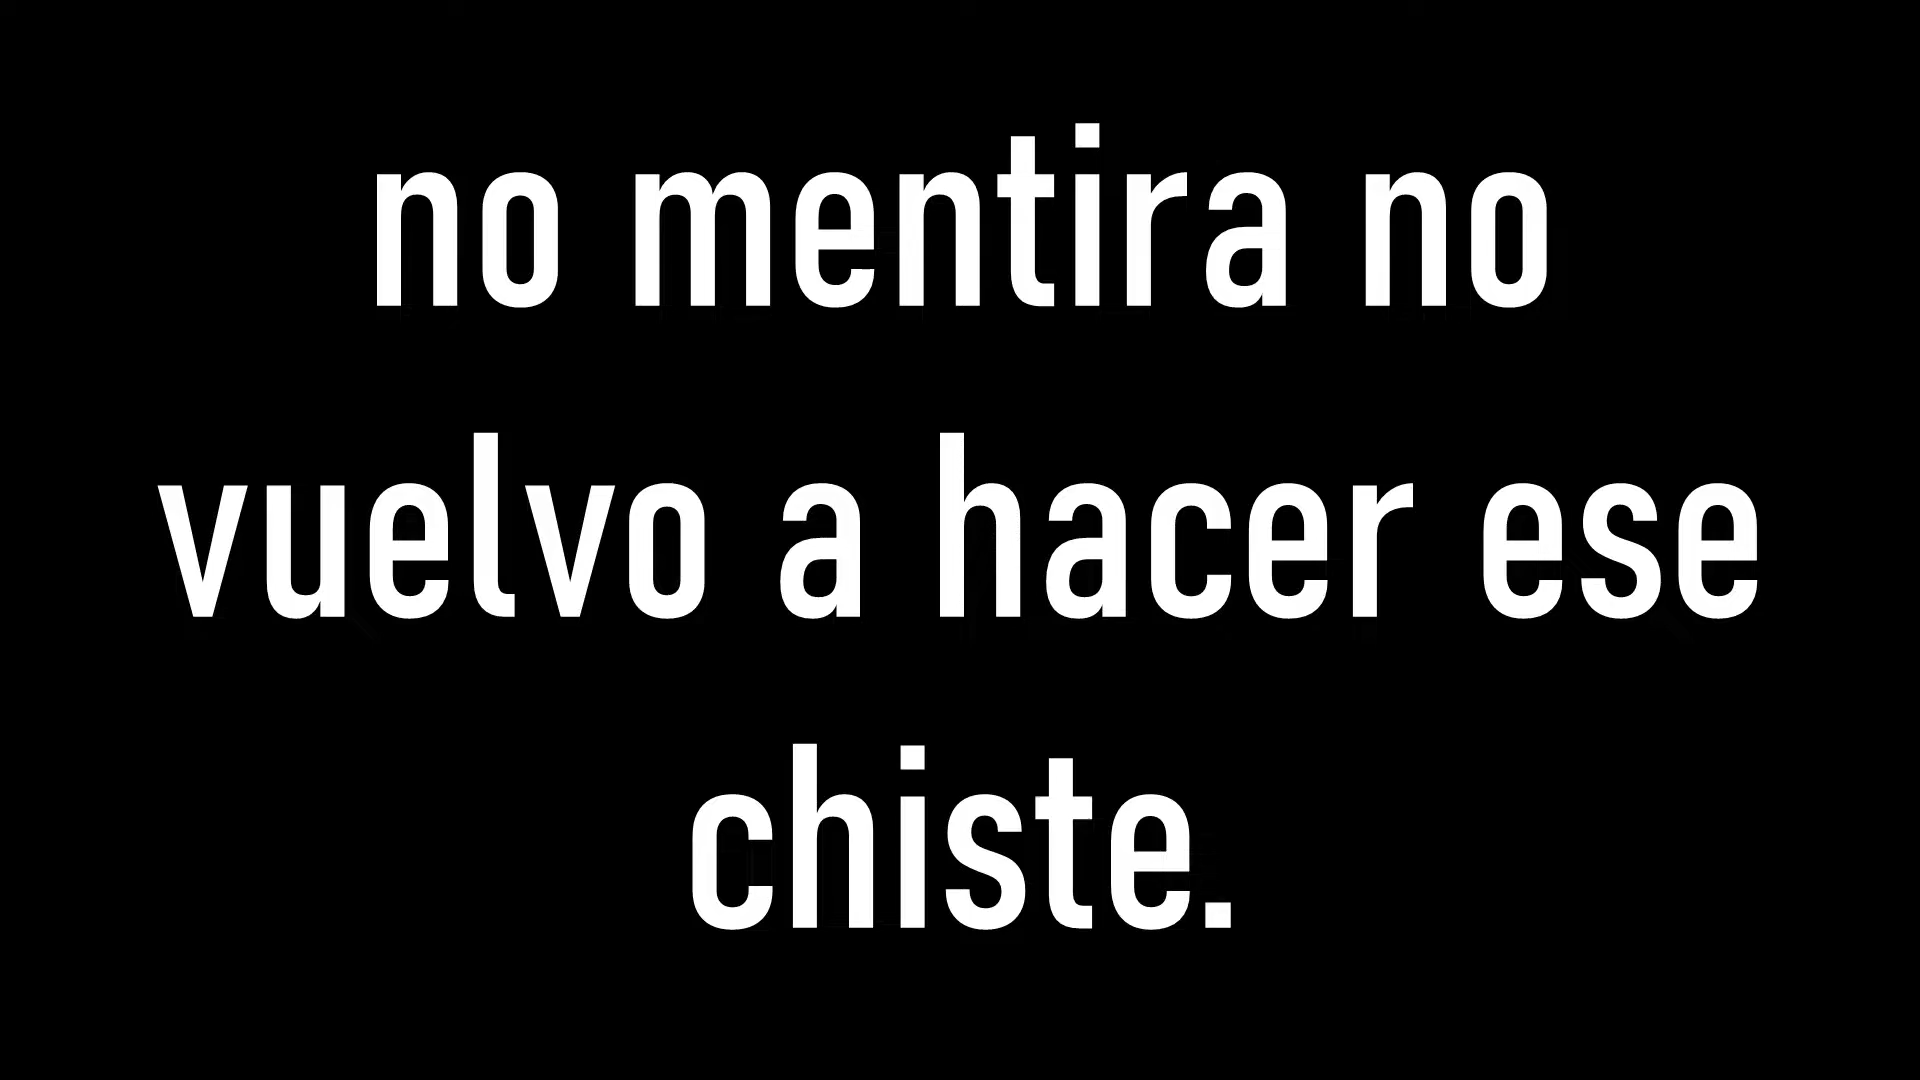 no mentira no
vuelvo a hacer ese
chiste.